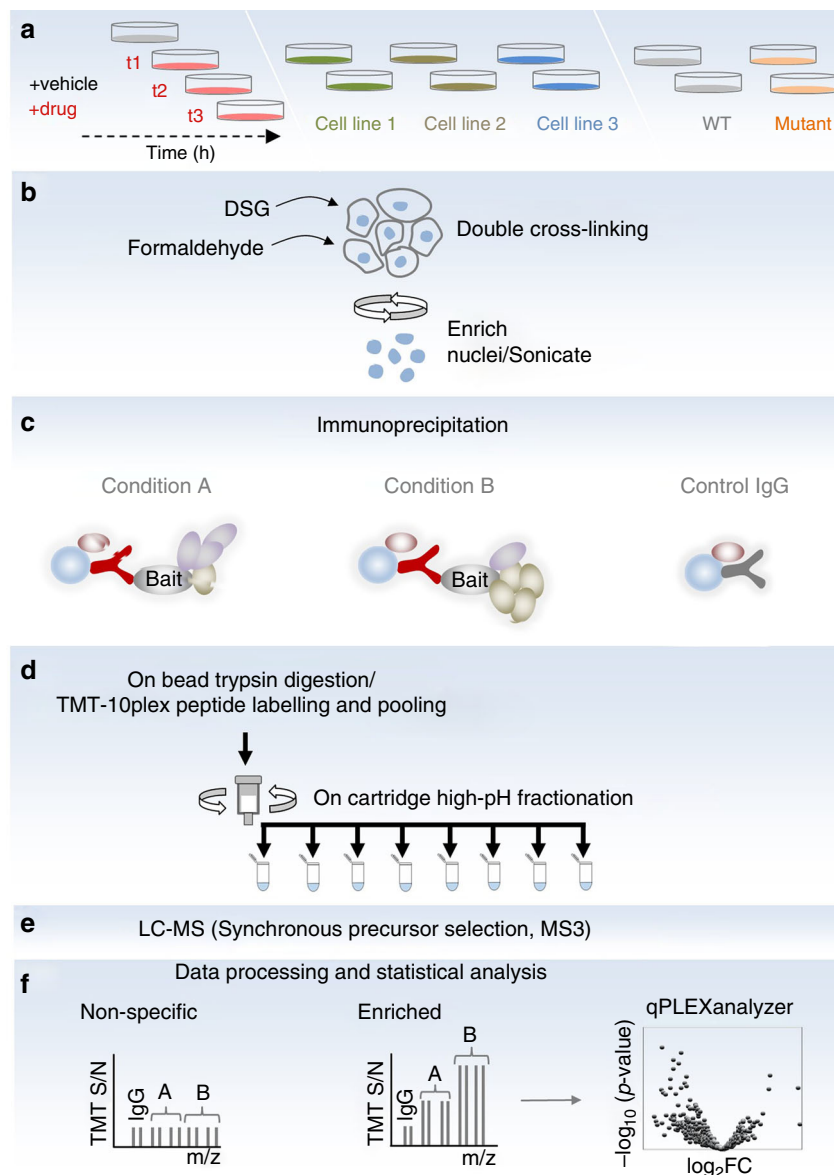 a
t1
+vehicle
t2
+drug
t3
Time (h)
Cell line 1
Cell line 2
Cell line 3
WT
Mutant
b
DSG
Formaldehyde
Double cross-linking
Enrich
nuclei/Sonicate
c
Immunoprecipitation
Condition A
Condition B
Control IgG
Bait
Bait
d
On bead trypsin digestion/
TMT-10plex peptide labelling and pooling
On cartridge high-pH fractionation
e
LC-MS (Synchronous precursor selection, MS3)
f
Data processing and statistical analysis
Non-specific
TMT S/N
IgG
A
B
m/z
Enriched
TMT S/N
IgG
A
B
m/z
qPLEXanalyzer
−log10 (p-value)
log2FC